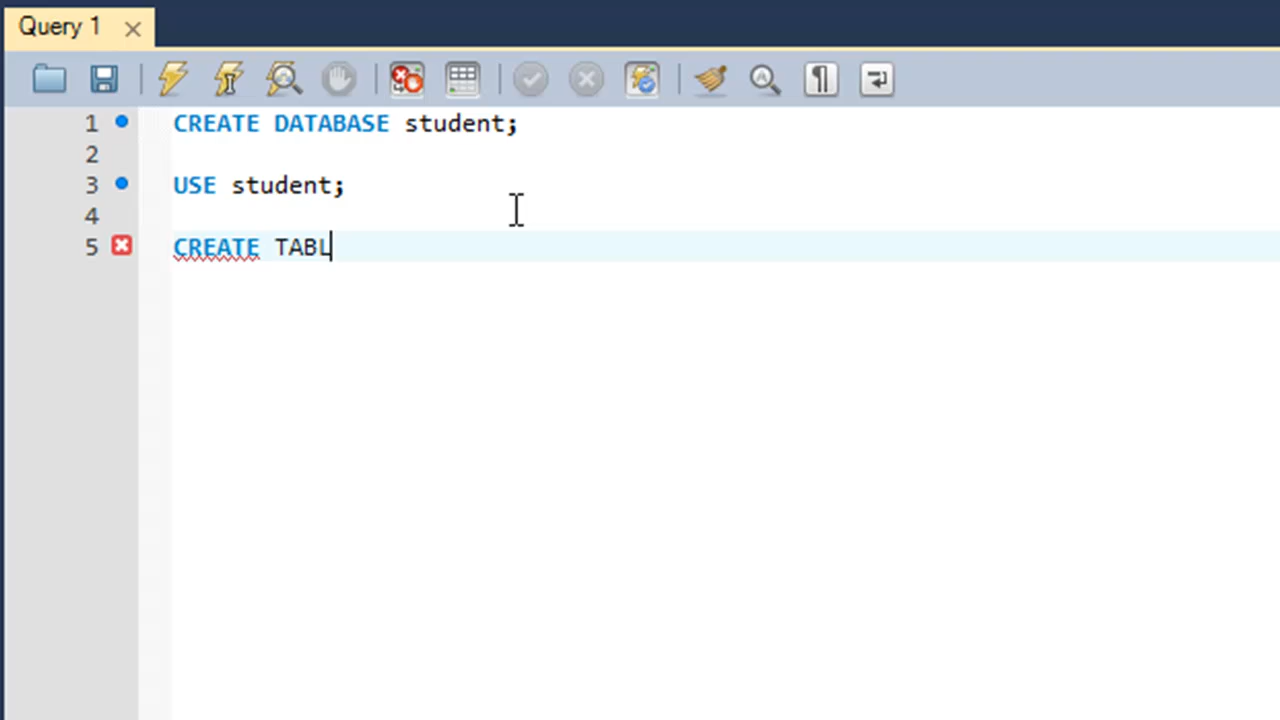 Query 1
1 CREATE DATABASE student;
2
3 USE student;
4
5 CREATE TABL